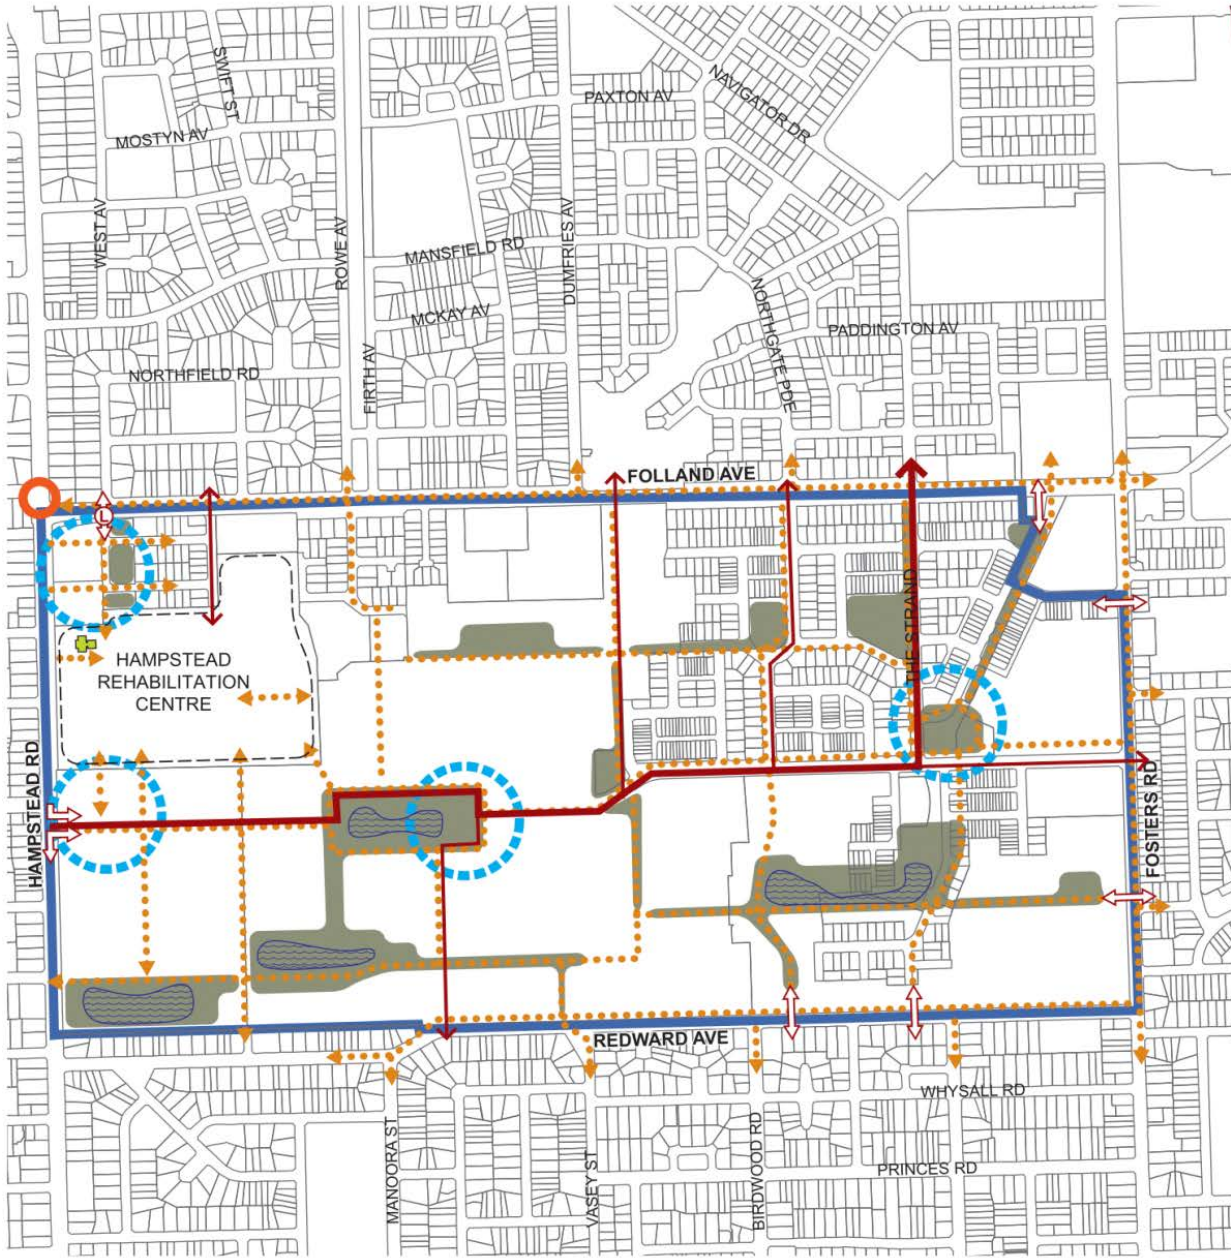 SWIFT ST
PAXTON AV
NAVIGATOR DR
MOSTYN AV
WEST AV
ROWE AV
MANSFIELD RD
DUMFRIES AV
MCKAY AV
NORTHGATE PDE
PADDINGTON AV
NORTHFIELD RD
FIRTH AV
FOLLAND AVE
L
THE STRAND
HAMPSTEAD
REHABILITATION
CENTRE
HAMPSTEAD RD
FOSTERS RD
REDWARD AVE
WHYSALL RD
MANOORA ST
VASEY ST
BIRDWOOD RD
PRINCES RD